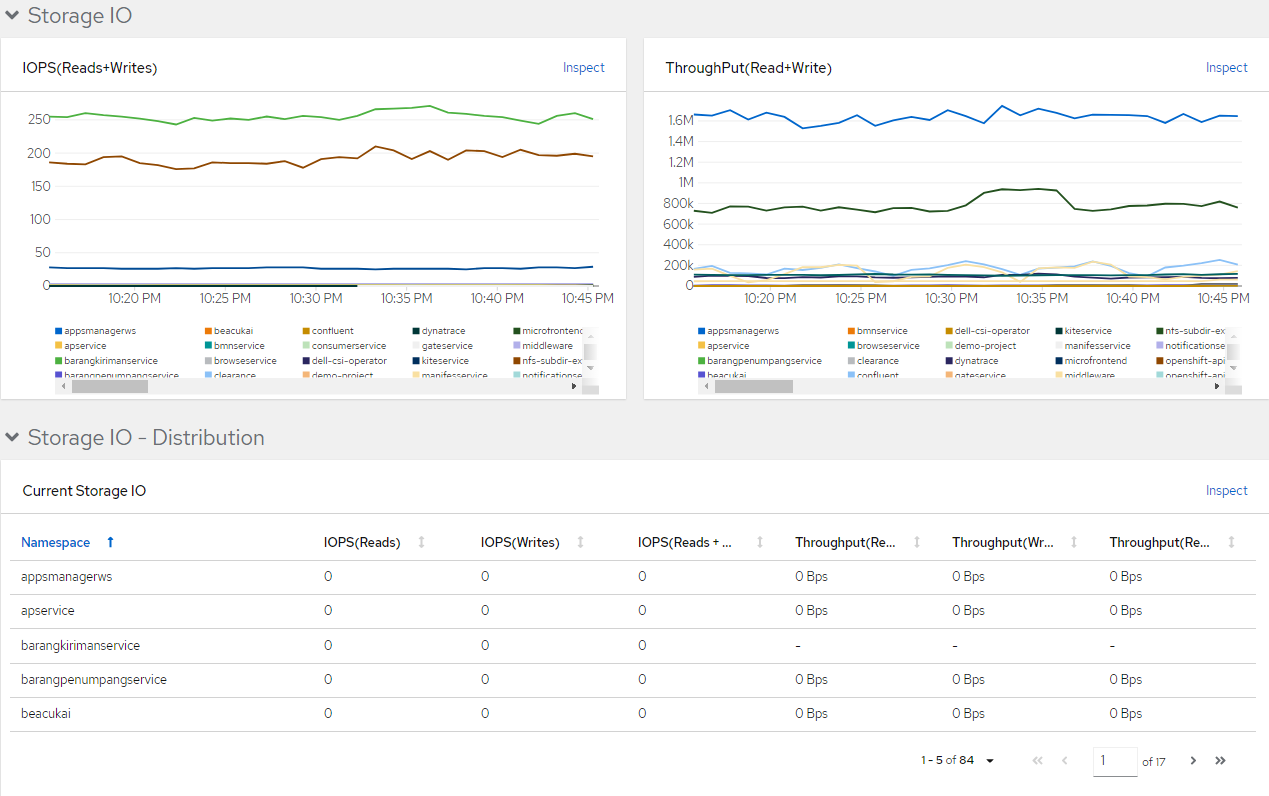 Storage IO
IOPS(Reads+Writes)
Inspect
250
200
150
100
50
0
10:20 PM 10:25 PM 10:30 PM 10:35 PM 10:40 PM 10:45 PM
appsmanagerws beacukai confluent dynatrace microfrontend
apservice bmnservice consumerservice gateservice middleware
barangkirimanservice browseservice dell-csi-operator kiteservice nfs-subdir-ex
barangpenumpangservice clearance demo-project manifesservice notificationse
ThroughPut(Read+Write)
Inspect
1.6M
1.4M
1.2M
1M
800k
600k
400k
200k
0
10:20 PM 10:25 PM 10:30 PM 10:35 PM 10:40 PM 10:45 PM
appsmanagerws bmnservice dell-csi-operator kiteservice nfs-subdir-ex
apservice browseservice demo-project manifesservice notificationse
barangpenumpangservice clearance dynatrace microfrontend openshift-api
beacukai confluent gateservice middleware openshift-api
Storage IO - Distribution
Current Storage IO
Inspect
Namespace IOPS(Reads) IOPS(Writes) IOPS(Reads + ... Throughput(Re... Throughput(Wr... Throughput(Re...
appsmanagerws 0 0 0 0 Bps 0 Bps 0 Bps
apservice 0 0 0 0 Bps 0 Bps 0 Bps
barangkirimanservice 0 0 0 - - -
barangpenumpangservice 0 0 0 0 Bps 0 Bps 0 Bps
beacukai 0 0 0 0 Bps 0 Bps 0 Bps
1 - 5 of 84 1 of 17